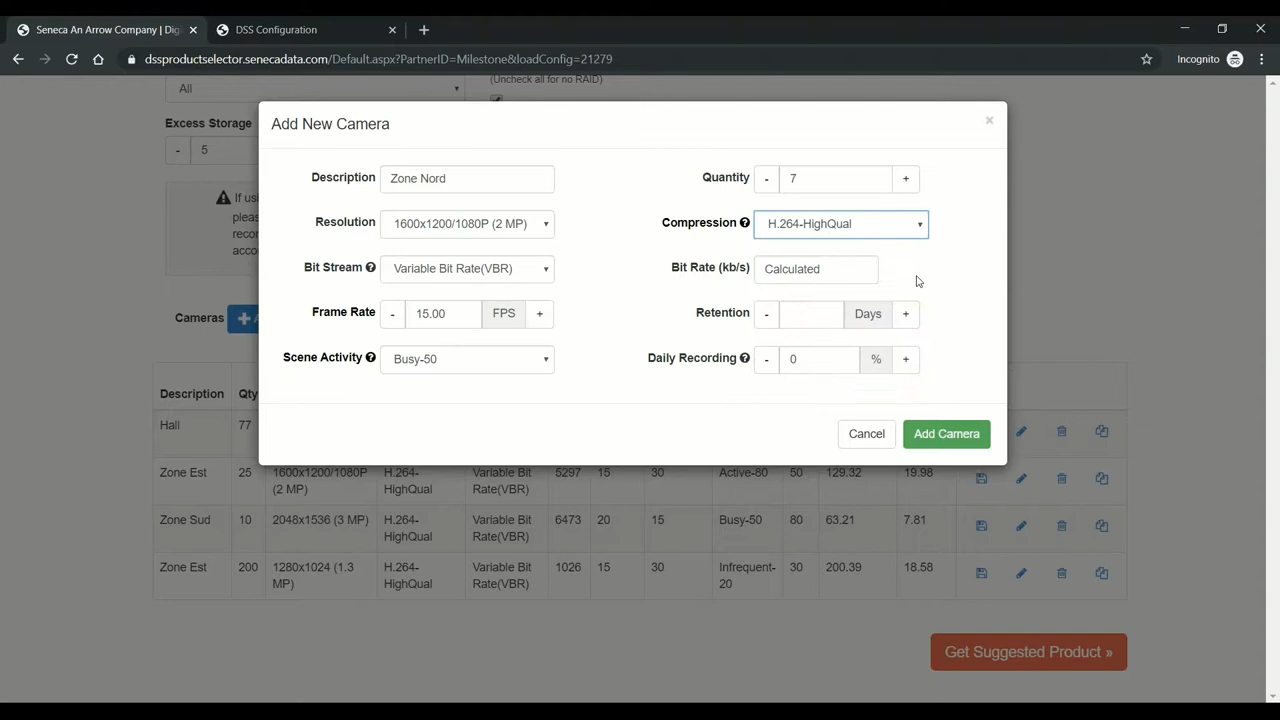 Seneca An Arrow Company | Dig
DSS Configuration
dssproductselector.senecadata.com/Default.aspx?PartnerID=Milestone&loadConfig=21279
Incognito
All
(Uncheck all for no RAID)
Excess Storage
- 5
Add New Camera
×
Description Zone Nord
Quantity - 7 +
Resolution 1600x1200/1080P (2 MP)
Compression H.264-HighQual
Bit Stream Variable Bit Rate(VBR)
Bit Rate (kb/s) Calculated
Frame Rate - 15.00 FPS +
Retention - Days +
Scene Activity Busy-50
Daily Recording - 0 % +
Cancel Add Camera
If
plea
reco
acco
Cameras
Description Qty
Hall 77
Zone Est 25 1600x1200/1080P (2 MP) H.264-HighQual Variable Bit Rate(VBR) 5297 15 30 Active-80 50 129.32 19.98
Zone Sud 10 2048x1536 (3 MP) H.264-HighQual Variable Bit Rate(VBR) 6473 20 15 Busy-50 80 63.21 7.81
Zone Est 200 1280x1024 (1.3 MP) H.264-HighQual Variable Bit Rate(VBR) 1026 15 30 Infrequent-20 30 200.39 18.58
Get Suggested Product »